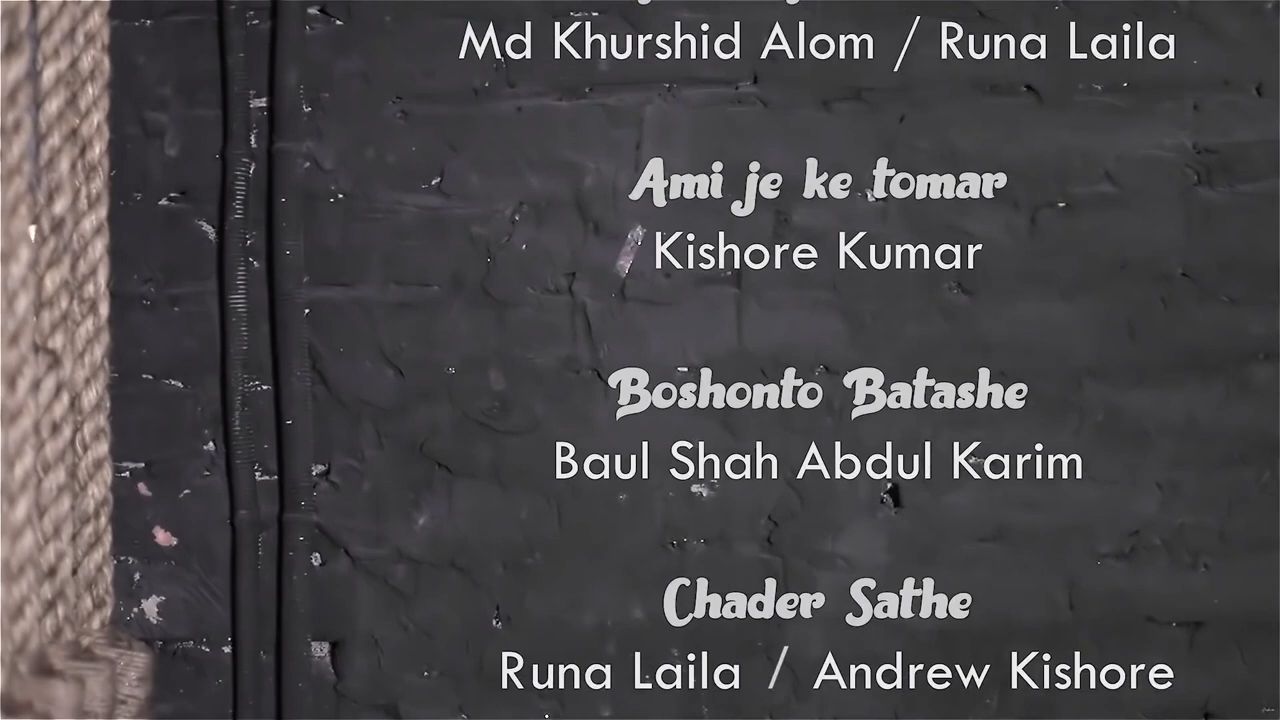 Md Khurshid Alom / Runa Laila
Ami je ke tomar
Kishore Kumar
Boshonto Batashe
Baul Shah Abdul Karim
Chader Sathe
Runa Laila / Andrew Kishore